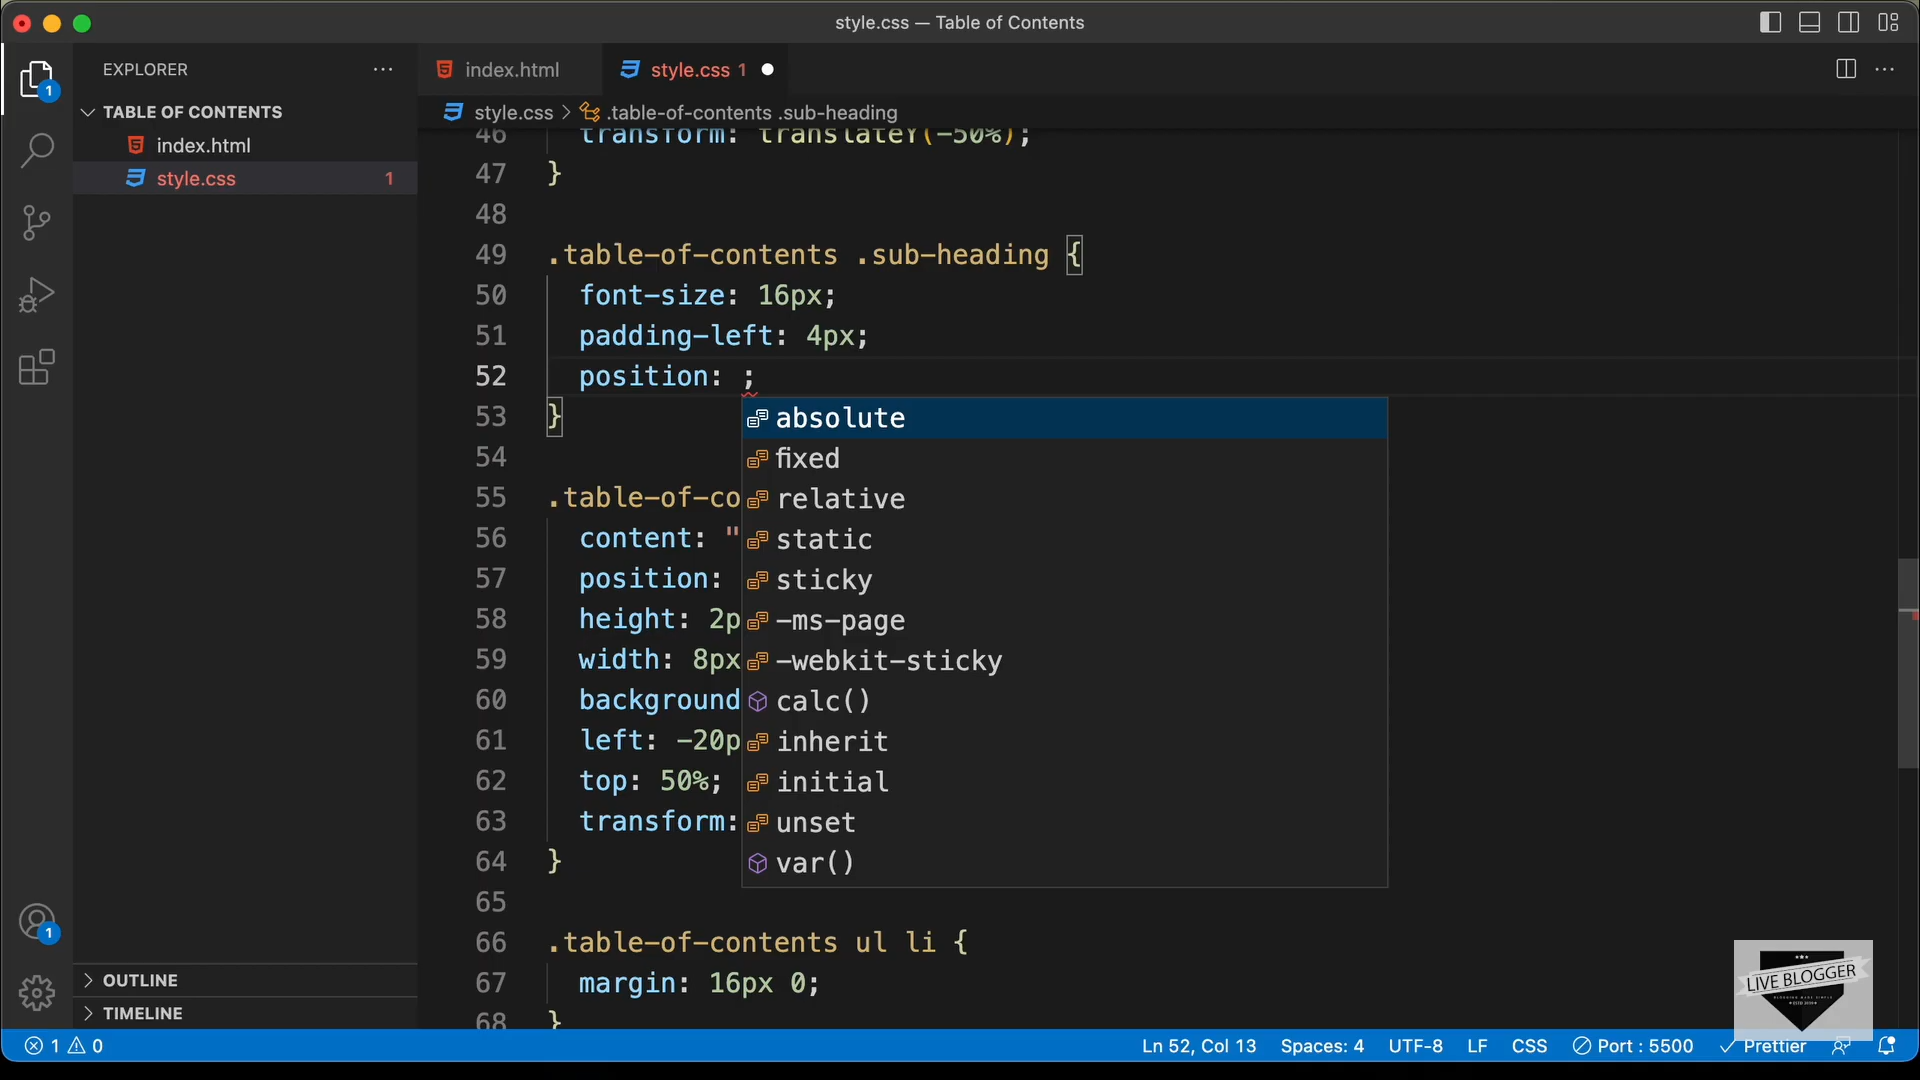 style.css — Table of Contents
EXPLORER
index.html
style.css 1
1
TABLE OF CONTENTS
style.css > .table-of-contents .sub-heading
index.html
style.css 1
46 transform: translateY(-50%);
47 }
48
49 .table-of-contents .sub-heading {
50 font-size: 16px;
51 padding-left: 4px;
52 position: ;
53 }
absolute
54 fixed
55 .table-of-co relative
56 content: " static
57 position: sticky
58 height: 2p -ms-page
59 width: 8px -webkit-sticky
60 background calc()
61 left: -20p inherit
62 top: 50%; initial
63 transform: unset
64 } var()
65
66 .table-of-contents ul li {
67 margin: 16px 0;
68 }
1
OUTLINE
TIMELINE
LIVE BLOGGER
1 0 Ln 52, Col 13 Spaces: 4 UTF-8 LF CSS Port : 5500 Prettier